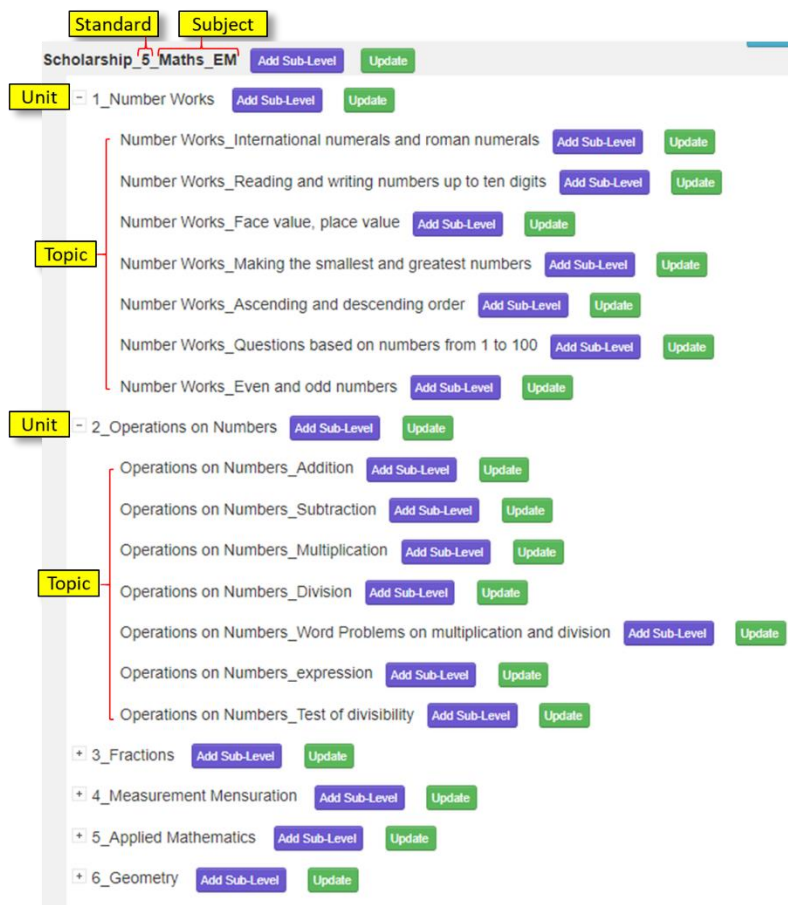 Standard Subject
Scholarship_5_Maths_EM Add Sub-Level Update
Unit - 1_Number Works Add Sub-Level Update
Number Works_International numerals and roman numerals Add Sub-Level Update
Number Works_Reading and writing numbers up to ten digits Add Sub-Level Update
Number Works_Face value, place value Add Sub-Level Update
Topic
Number Works_Making the smallest and greatest numbers Add Sub-Level Update
Number Works_Ascending and descending order Add Sub-Level Update
Number Works_Questions based on numbers from 1 to 100 Add Sub-Level Update
Number Works_Even and odd numbers Add Sub-Level Update
Unit - 2_Operations on Numbers Add Sub-Level Update
Operations on Numbers_Addition Add Sub-Level Update
Operations on Numbers_Subtraction Add Sub-Level Update
Operations on Numbers_Multiplication Add Sub-Level Update
Topic
Operations on Numbers_Division Add Sub-Level Update
Operations on Numbers_Word Problems on multiplication and division Add Sub-Level Update
Operations on Numbers_expression Add Sub-Level Update
Operations on Numbers_Test of divisibility Add Sub-Level Update
+ 3_Fractions Add Sub-Level Update
+ 4_Measurement Mensuration Add Sub-Level Update
+ 5_Applied Mathematics Add Sub-Level Update
+ 6_Geometry Add Sub-Level Update